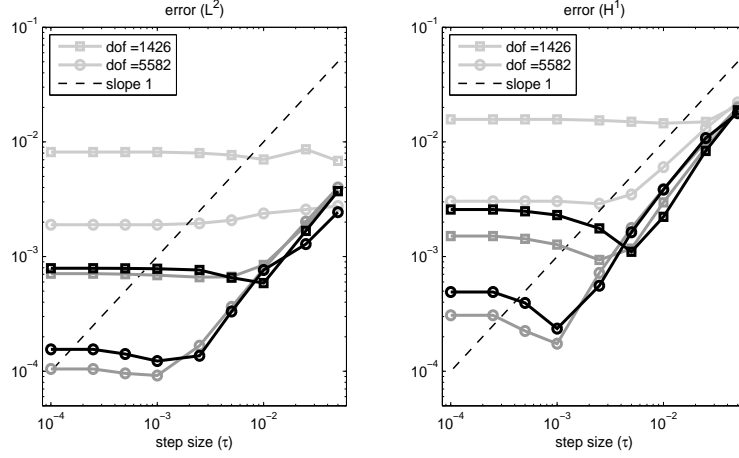 error (L²)
10⁻¹
dof =1426
dof =5582
slope 1
10⁻²
10⁻³
10⁻⁴
10⁻⁴
10⁻³
10⁻²
step size (τ)
error (H¹)
10⁻¹
dof =1426
dof =5582
slope 1
10⁻²
10⁻³
10⁻⁴
10⁻⁴
10⁻³
10⁻²
step size (τ)